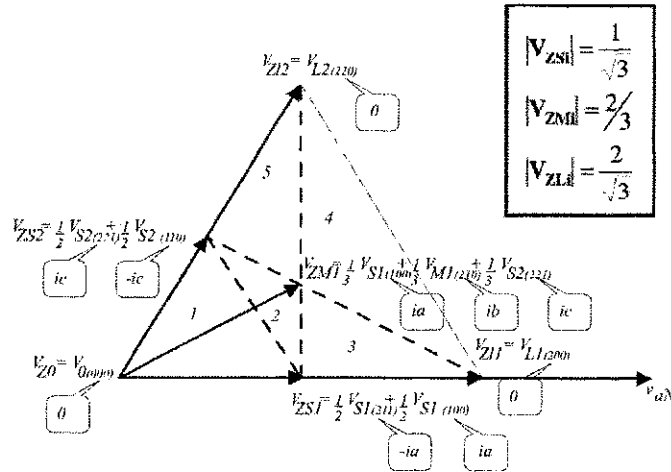 |V_ZSi| = 1/√3
|V_ZMi| = 2/3
|V_ZLi| = 2/√3
V_Zl2 = V_L2(220)
0
5
4
V_ZS2 = 1/2 V_S2(221) + 1/2 V_S2(110)
ic
-ic
V_ZM1 = 1/3 V_S1(100) + 1/3 V_M1(210) + 1/3 V_S2(221)
ia
ib
ic
1
2
3
V_Z0 = V_0(000)
0
V_Zl1 = V_L1(200)
0
V_ZS1 = 1/2 V_S1(211) + 1/2 V_S1(100)
-ia
ia
v_aN